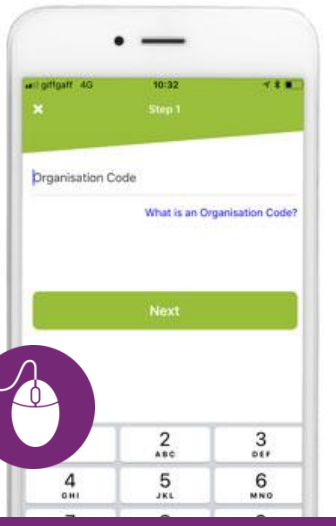 giffgaff 4G 10:32
Step 1
Organisation Code
What is an Organisation Code?
Next
2 3
ABC DEF
4 5 6
GHI JKL MNO